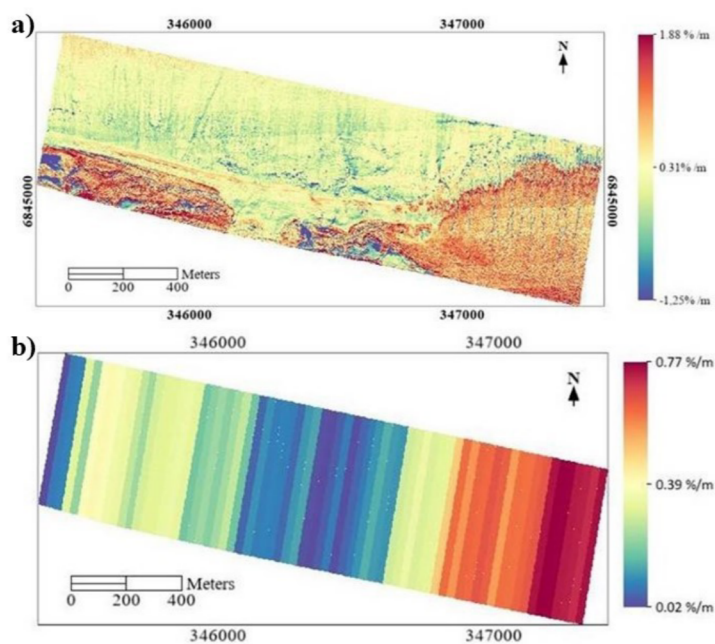 a)
346000 347000
N
1.88 %/m
0.31 %/m
-1.25% /m
6845000
6845000
Meters
0 200 400
346000 347000
b)
346000 347000
N
0.77 %/m
0.39 %/m
0.02 %/m
Meters
0 200 400
346000 347000